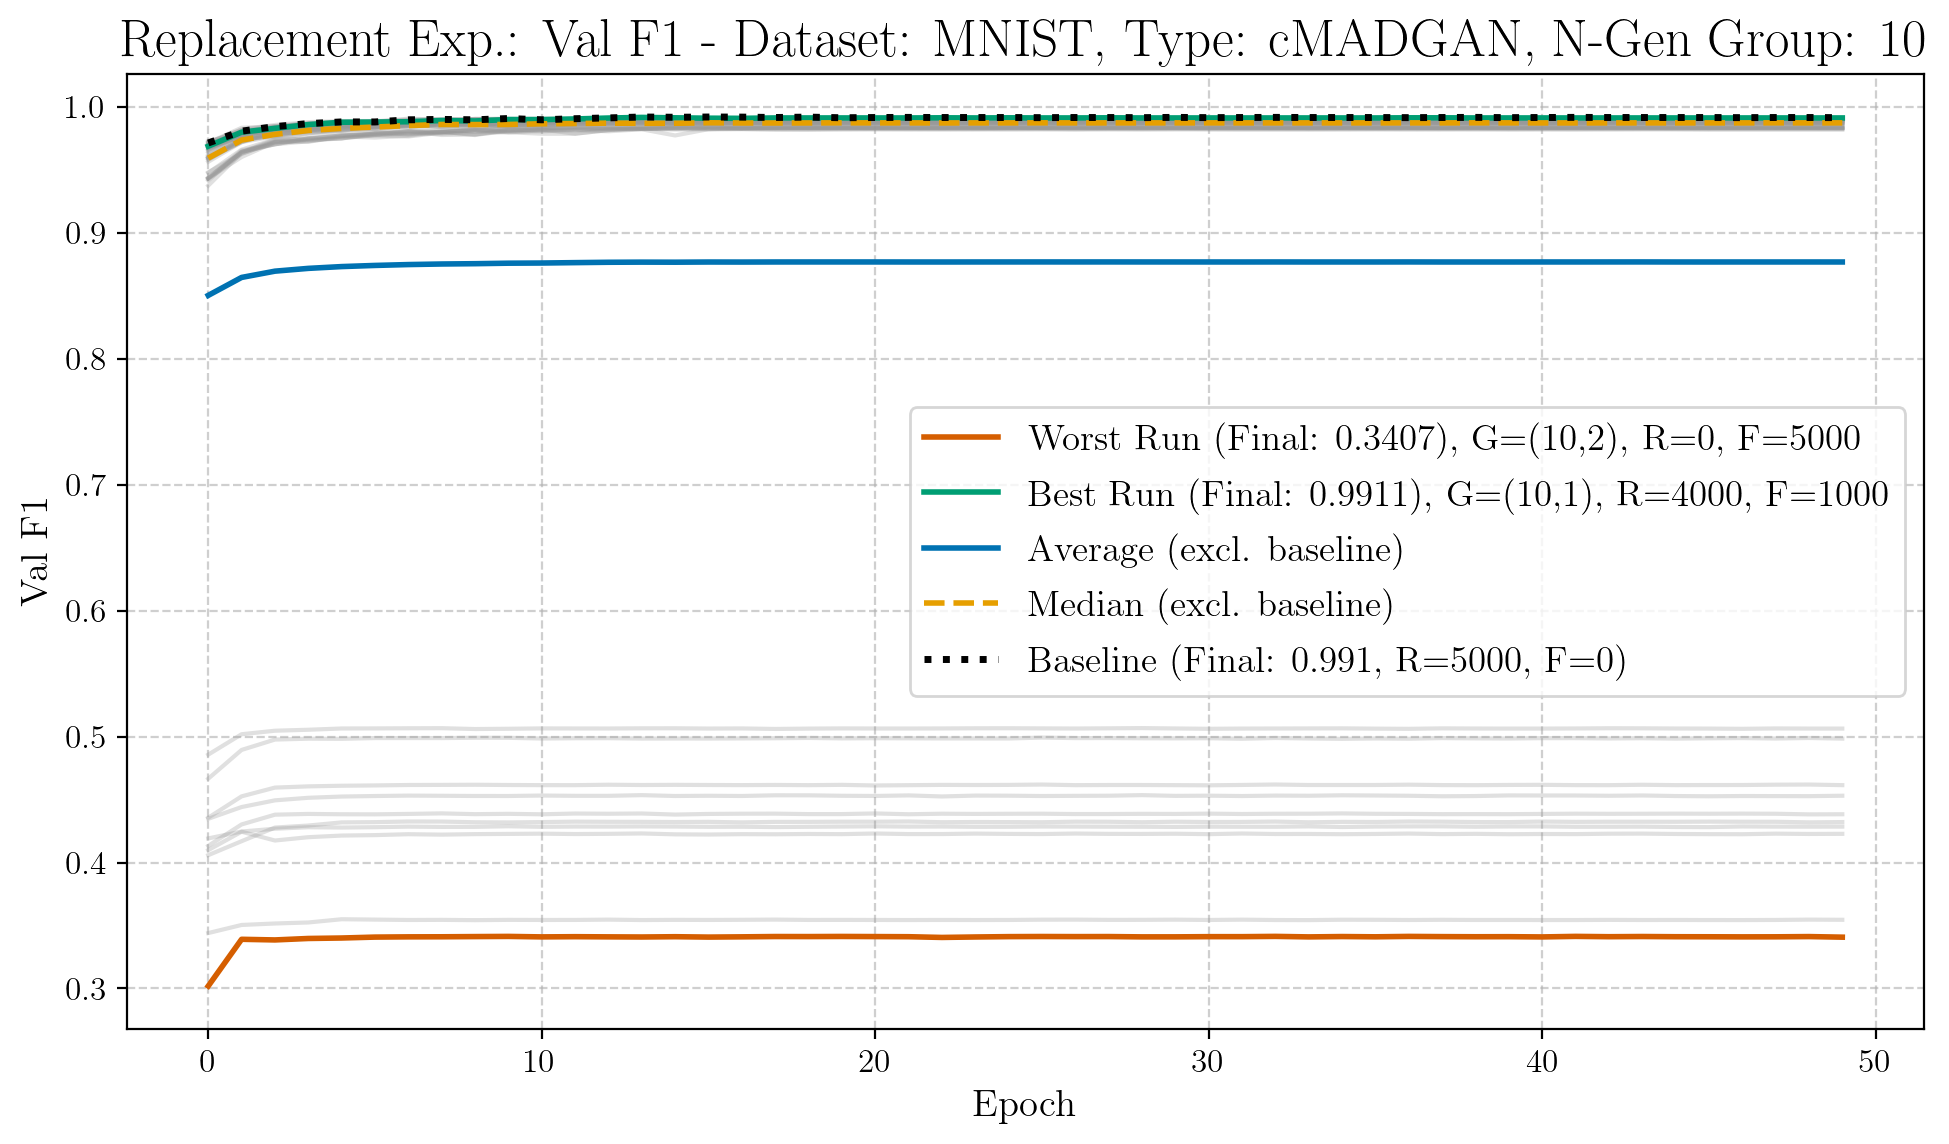 Replacement Exp.: Val F1 - Dataset: MNIST, Type: cMADGAN, N-Gen Group: 10
Val F1
1.0
0.9
0.8
0.7
0.6
0.5
0.4
0.3
Worst Run (Final: 0.3407), G=(10,2), R=0, F=5000
Best Run (Final: 0.9911), G=(10,1), R=4000, F=1000
Average (excl. baseline)
Median (excl. baseline)
Baseline (Final: 0.991, R=5000, F=0)
0
10
20
30
40
50
Epoch